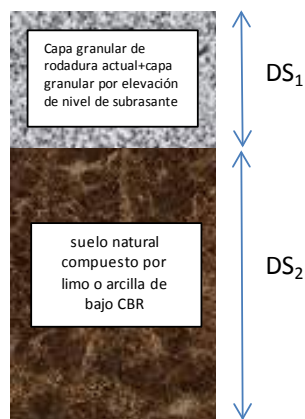 Capa granular de
rodadura actual+capa
granular por elevación
de nivel de subrasante
DS1
suelo natural
compuesto por
limo o arcilla de
bajo CBR
DS2